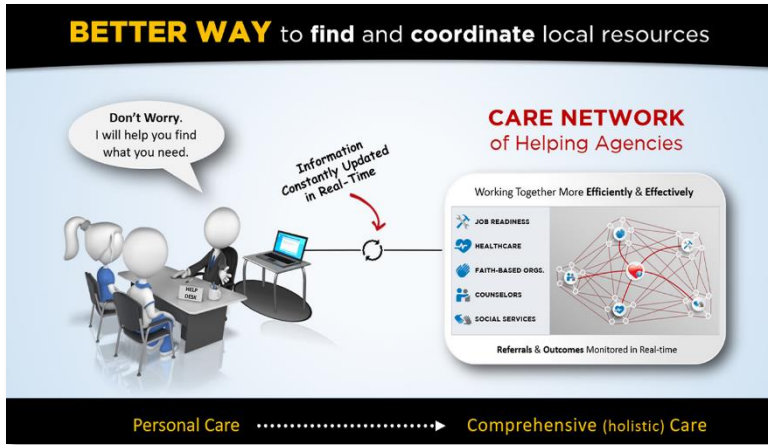 BETTER WAY to find and coordinate local resources
Don't Worry.
I will help you find
what you need.
Information
Constantly Updated
in Real-Time
HELP
DESK
CARE NETWORK
of Helping Agencies
Working Together More Efficiently & Effectively
JOB READINESS
HEALTHCARE
FAITH-BASED ORGS.
COUNSELORS
SOCIAL SERVICES
Referrals & Outcomes Monitored in Real-time
Personal Care
Comprehensive (holistic) Care